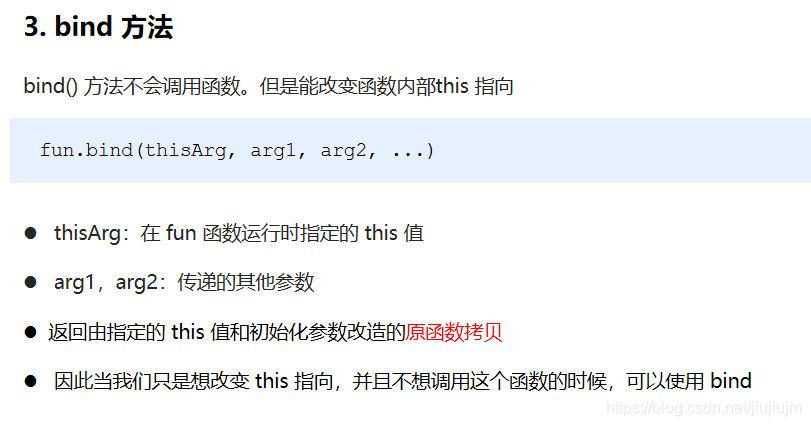 3. bind 方法
bind() 方法不会调用函数。但是能改变函数内部this 指向
fun.bind(thisArg, arg1, arg2, ...)
● thisArg：在 fun 函数运行时指定的 this 值
● arg1，arg2：传递的其他参数
● 返回由指定的 this 值和初始化参数改造的原函数拷贝
● 因此当我们只是想改变 this 指向，并且不想调用这个函数的时候，可以使用 bind
https://blog.csdn.net/jiujiujm